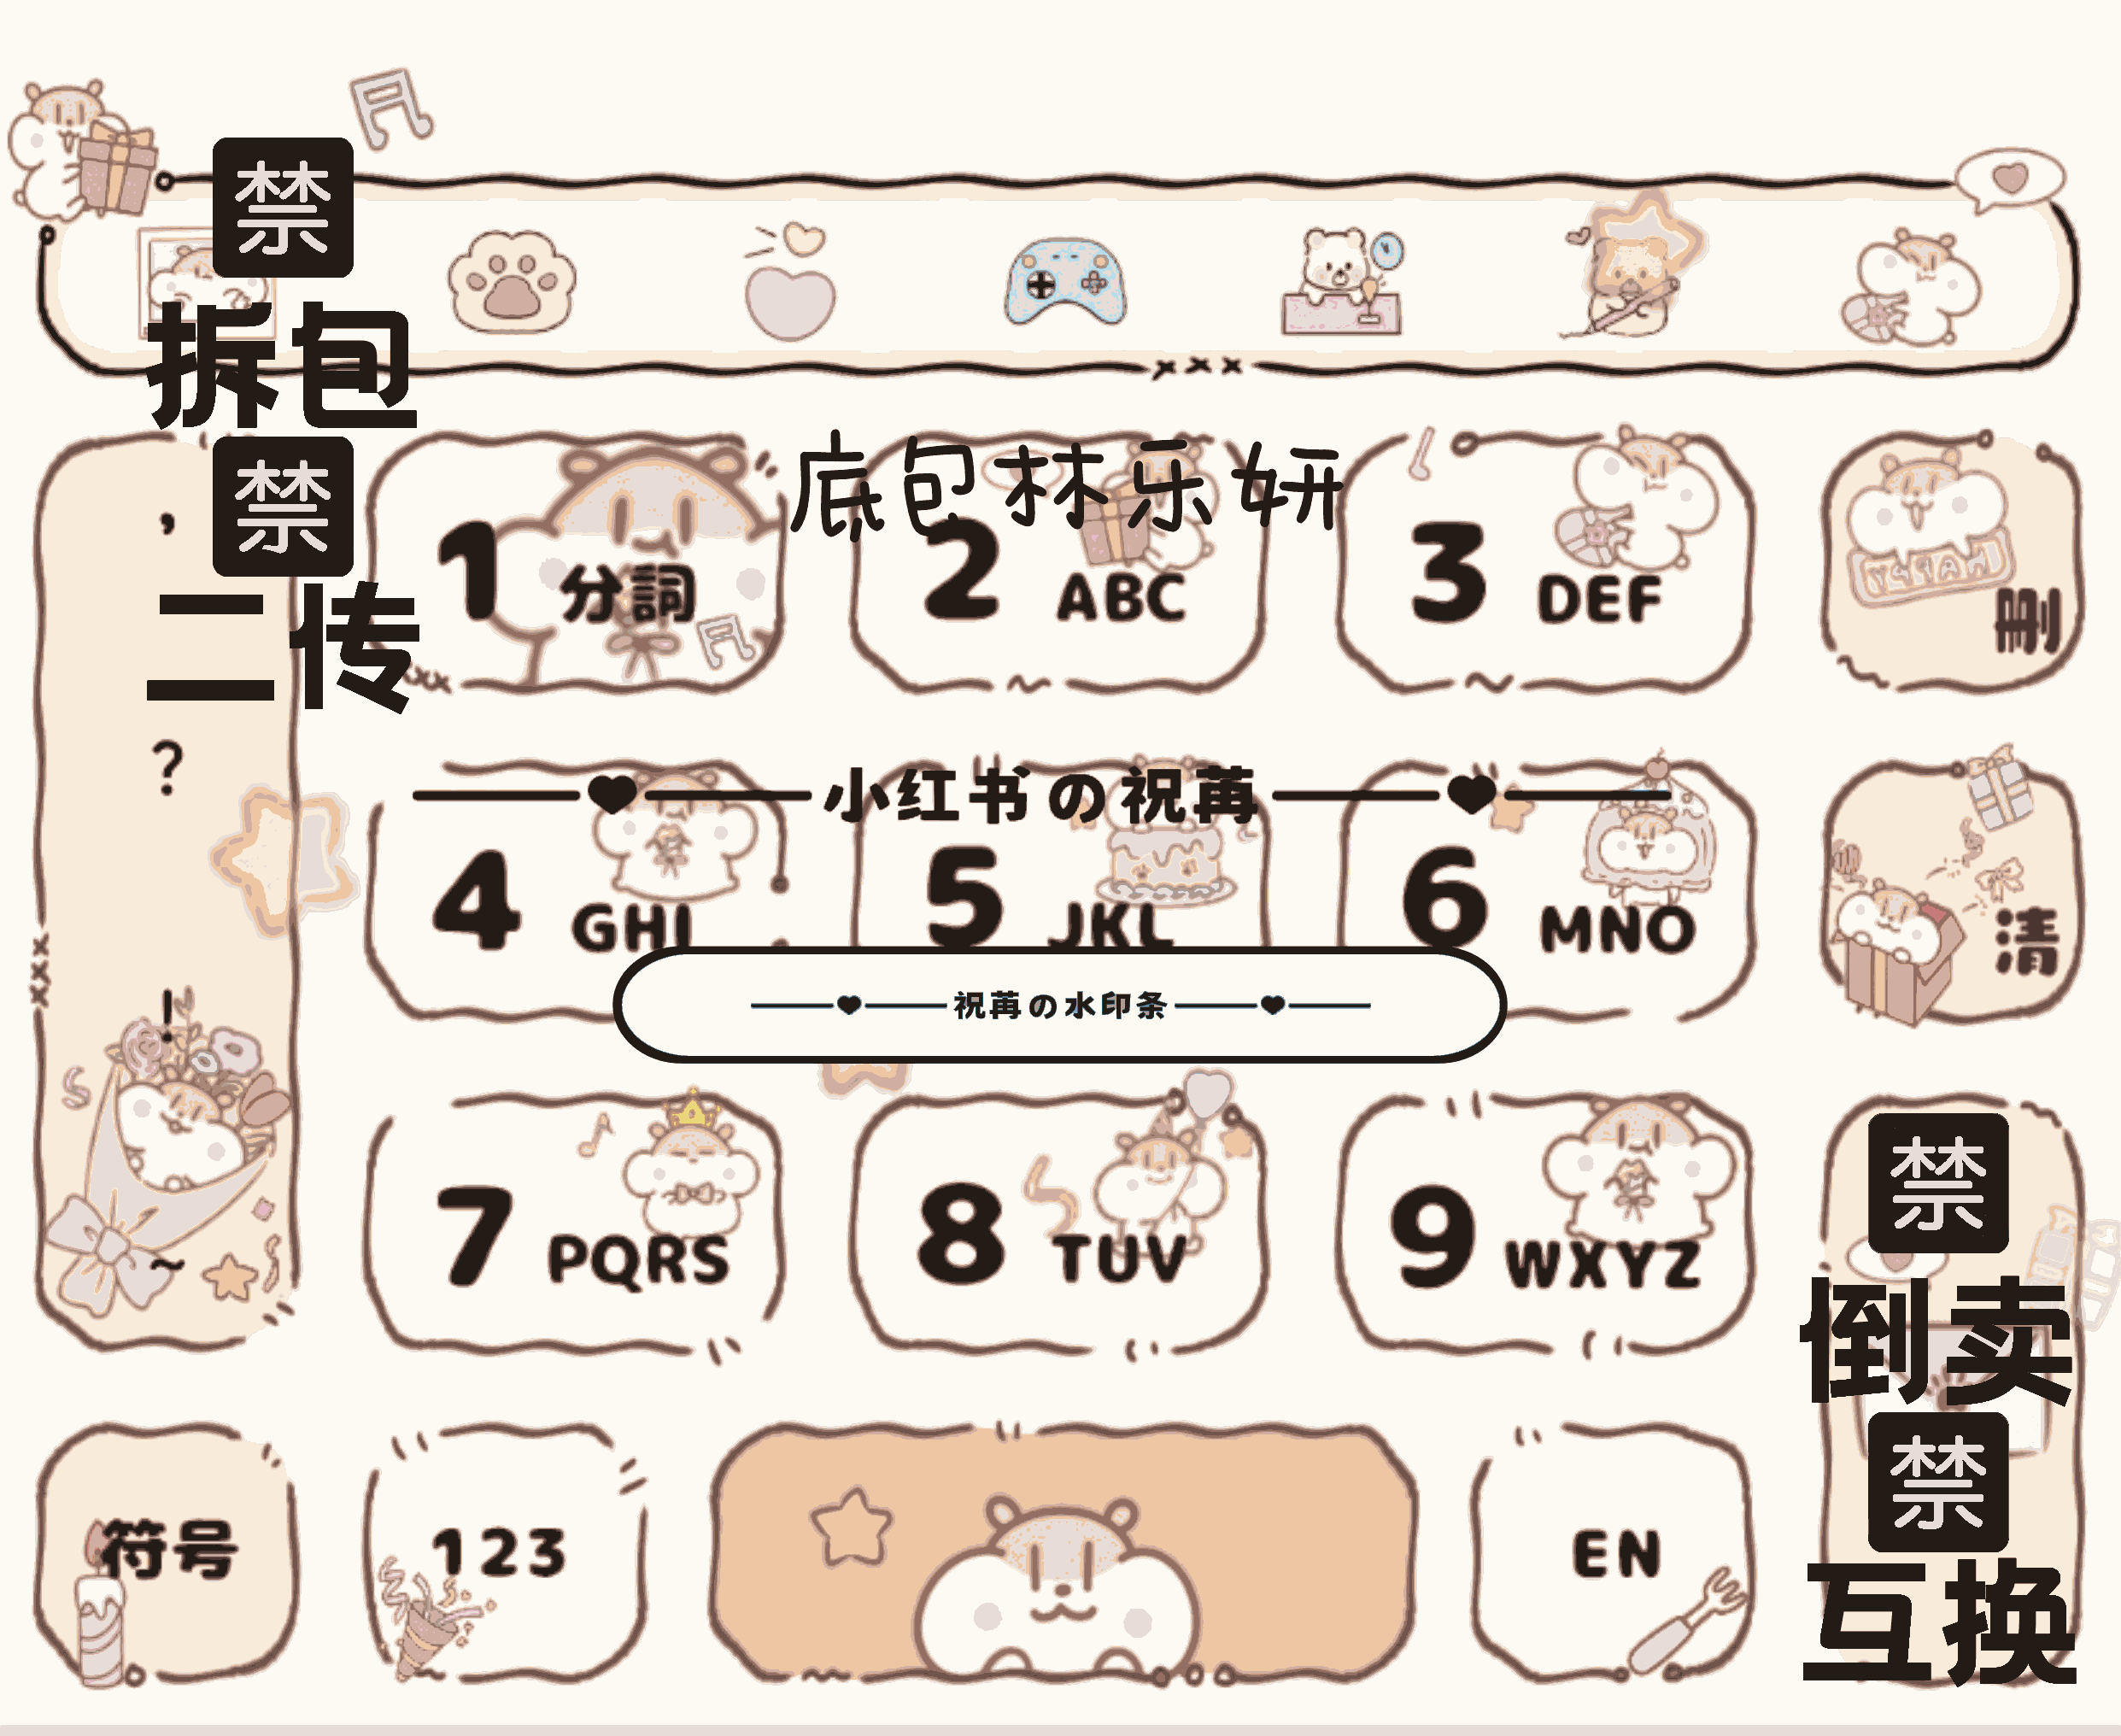 禁
拆包
禁
二传
，
？
！
~
底包林乐妍
1 分詞
2 ABC
3 DEF
小红书の祝苒
4 GHI
5 JKL
6 MNO
清
祝苒の水印条
7 PQRS
8 TUV
9 WXYZ
禁
倒卖
禁
互换
符号
123
EN